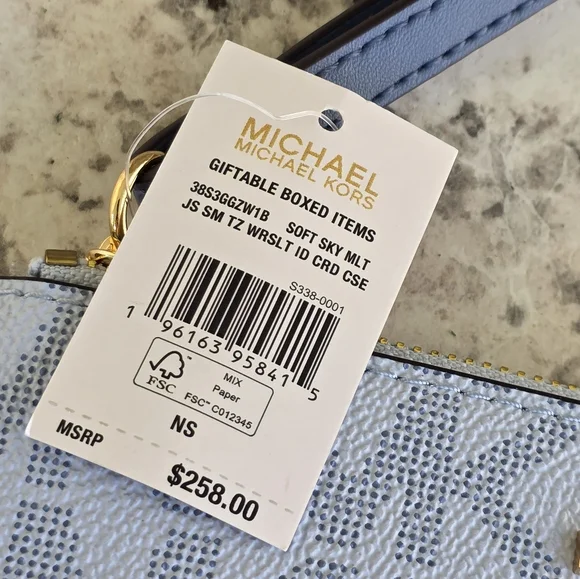 MICHAEL
MICHAEL KORS
GIFTABLE BOXED ITEMS
38S3GGZW1B SOFT SKY MLT
JS SM TZ WRSLT ID CRD CSE
S338-0001
1 96163 95841 5
FSC
MIX
Paper
FSC™ C012345
NS
MSRP
$258.00